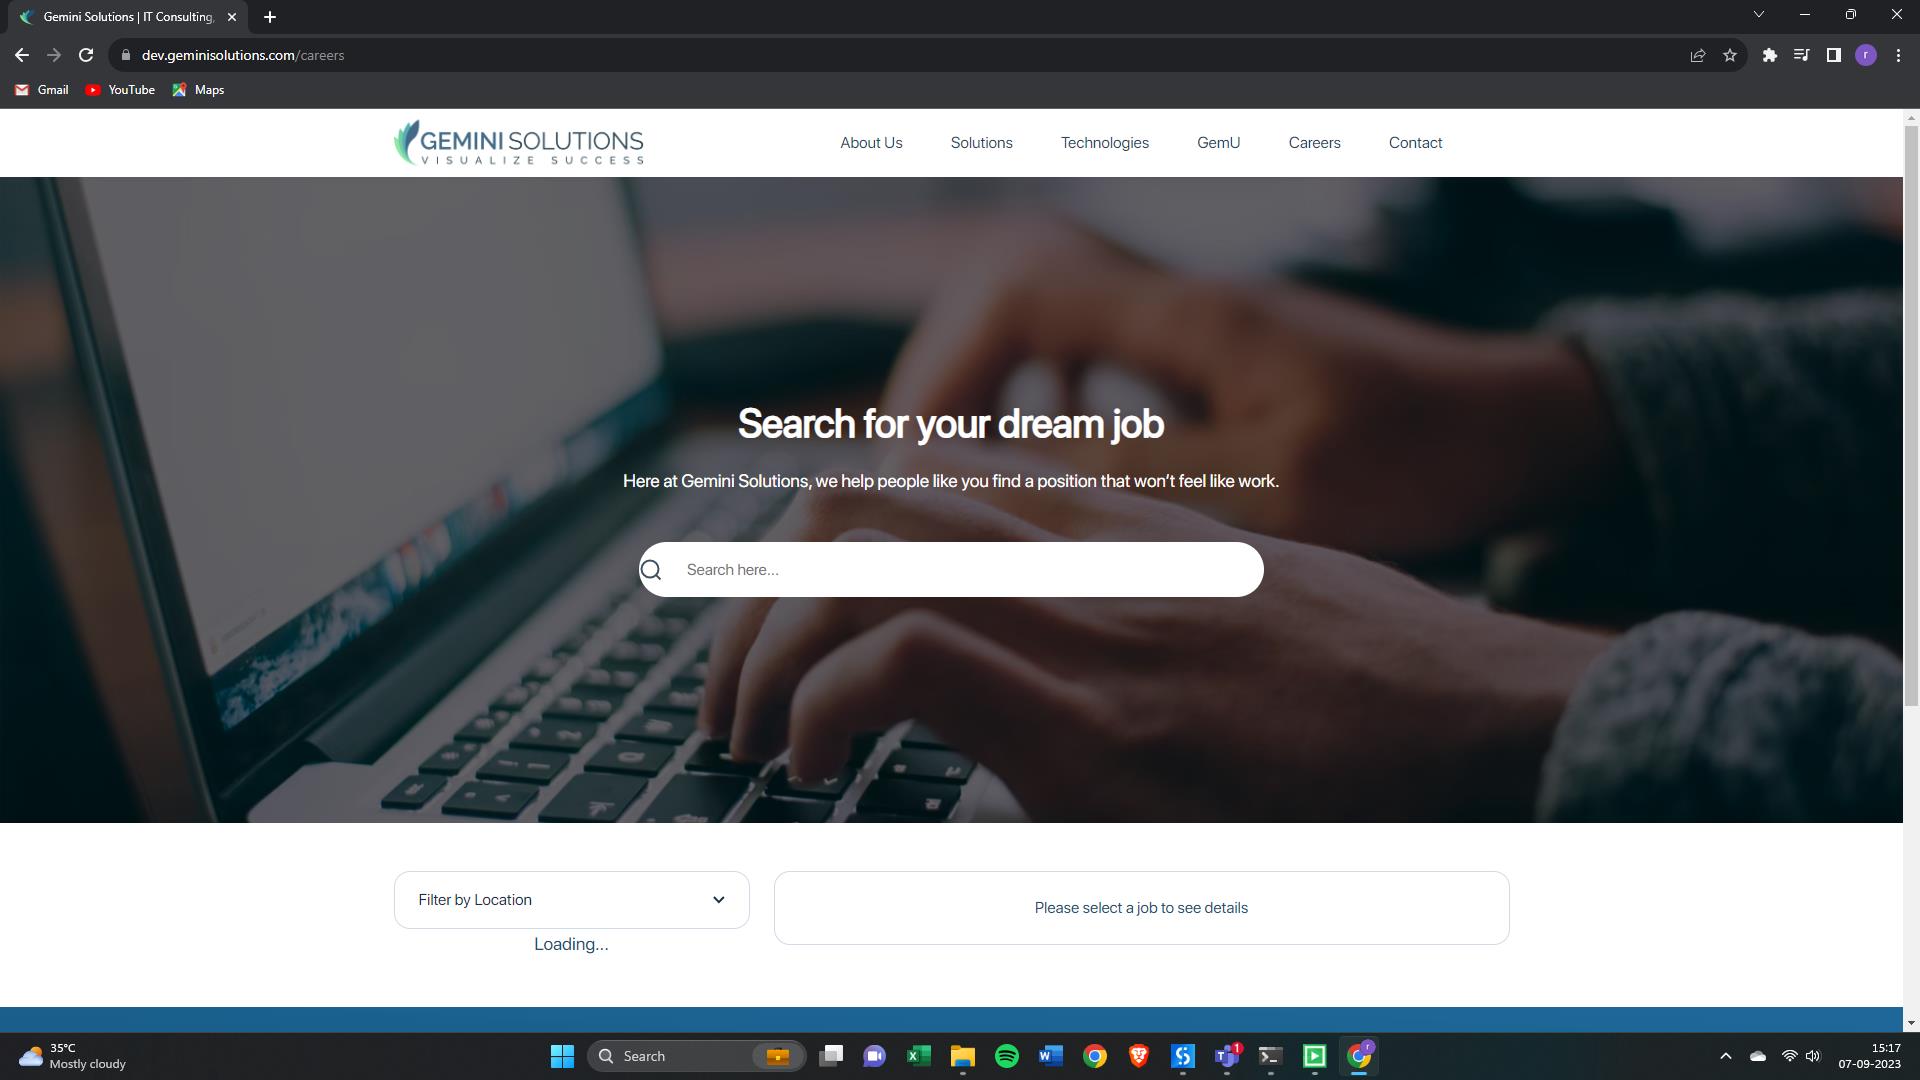 Gemini Solutions | IT Consulting,
dev.geminisolutions.com/careers
r
Gmail
YouTube
Maps
GEMINI SOLUTIONS
VISUALIZE SUCCESS
About Us
Solutions
Technologies
GemU
Careers
Contact
Search for your dream job
Here at Gemini Solutions, we help people like you find a position that won’t feel like work.
Search here...
Filter by Location
Please select a job to see details
Loading...
35°C
Mostly cloudy
Search
1
r
15:17
07-09-2023